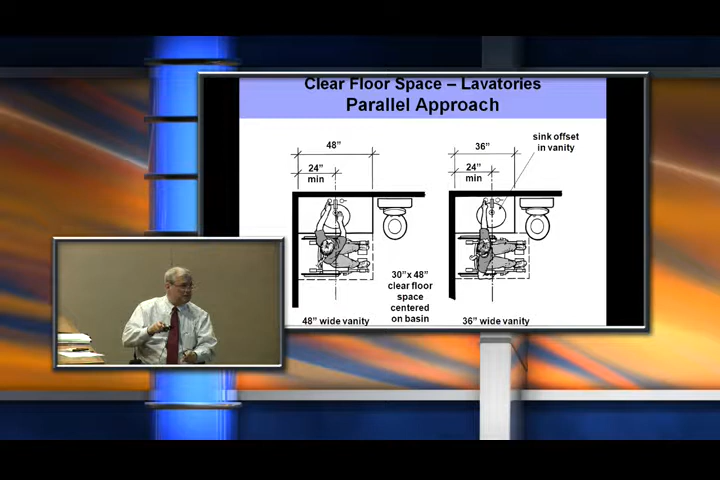 Clear Floor Space – Lavatories
Parallel Approach
48"
24"
min
36"
24"
min
sink offset
in vanity
30"x 48"
clear floor
space
centered
on basin
48" wide vanity
36" wide vanity